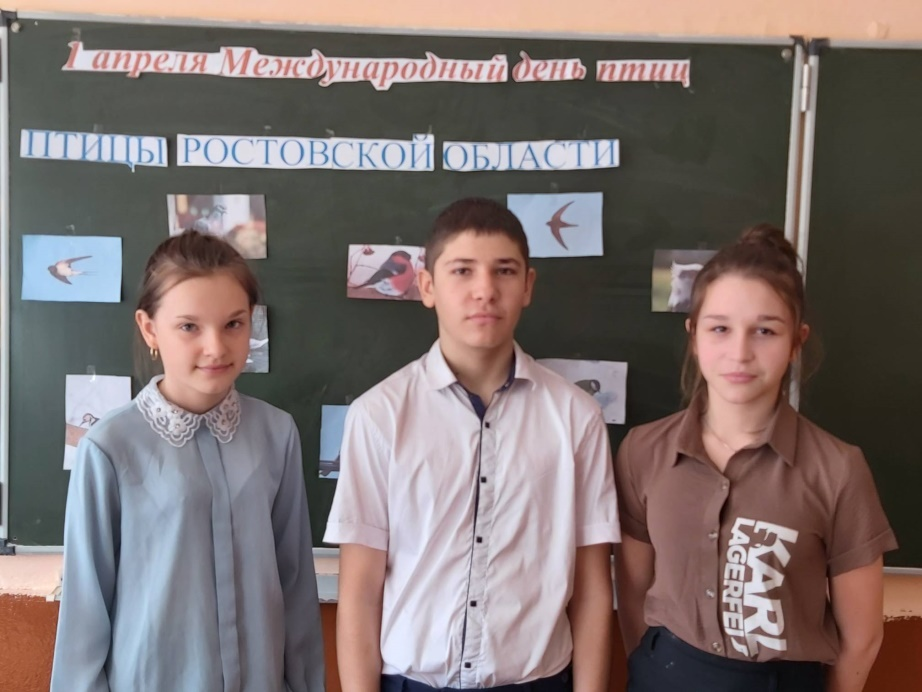 1 апреля Международный день птиц
ПТИЦЫ РОСТОВСКОЙ ОБЛАСТИ
KARL
LAGERFELD